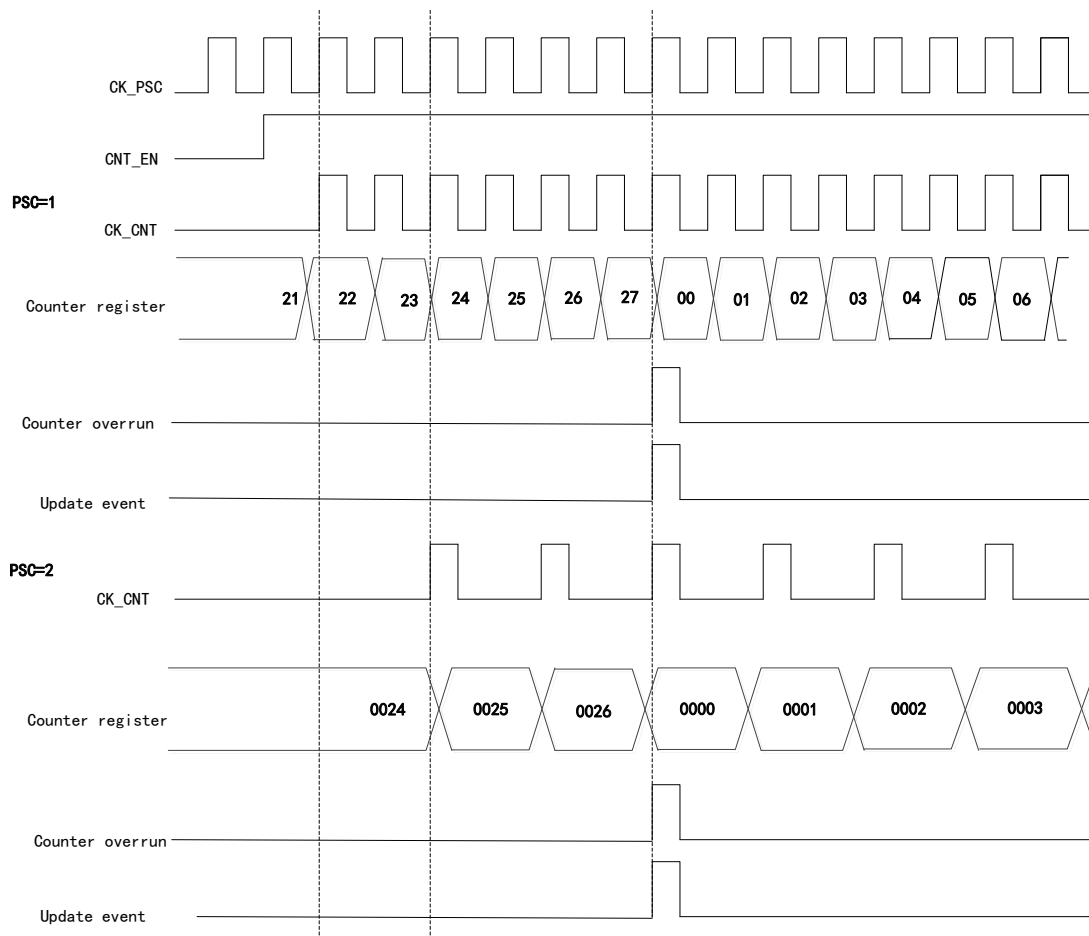 CK_PSC
CNT_EN
PSC=1
CK_CNT
Counter register 21 22 23 24 25 26 27 00 01 02 03 04 05 06
Counter overrun
Update event
PSC=2
CK_CNT
Counter register 0024 0025 0026 0000 0001 0002 0003
Counter overrun
Update event